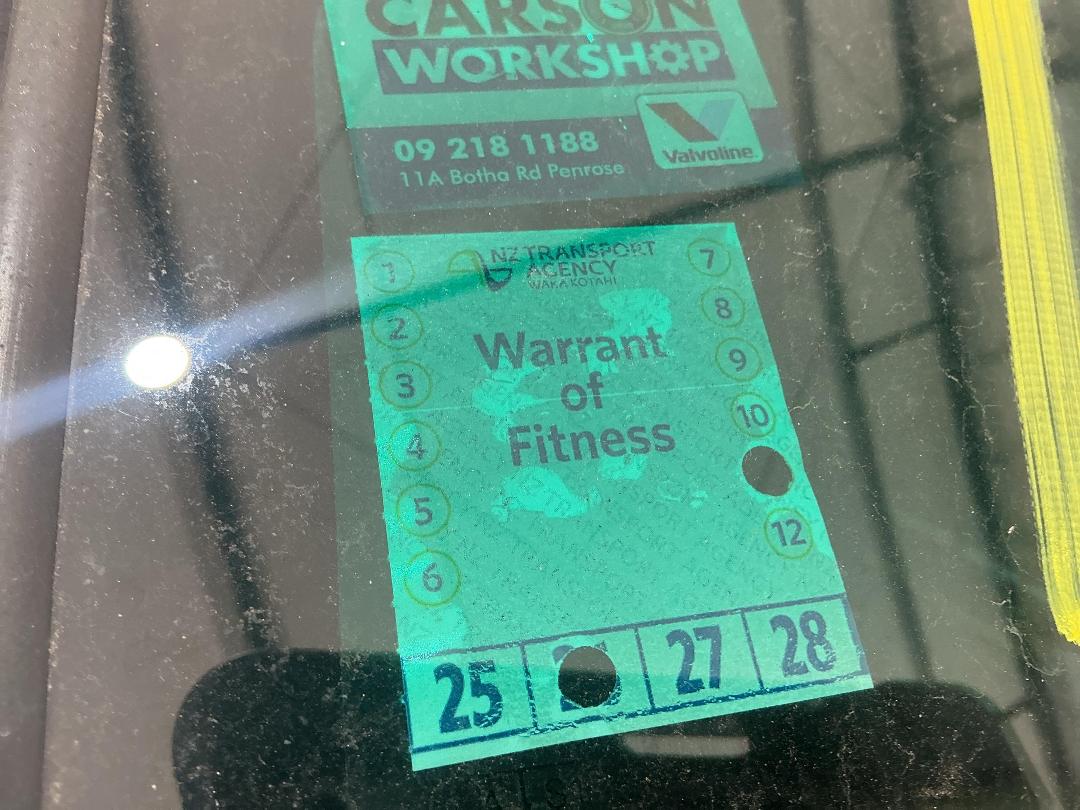 CARSON
WORKSHOP
09 218 1188
Valvoline
11A Botha Rd Penrose
NZ TRANSPORT
AGENCY
WAKA KOTAHI
1
7
2
8
Warrant
3
9
of
4
10
Fitness
5
6
12
25
27
28